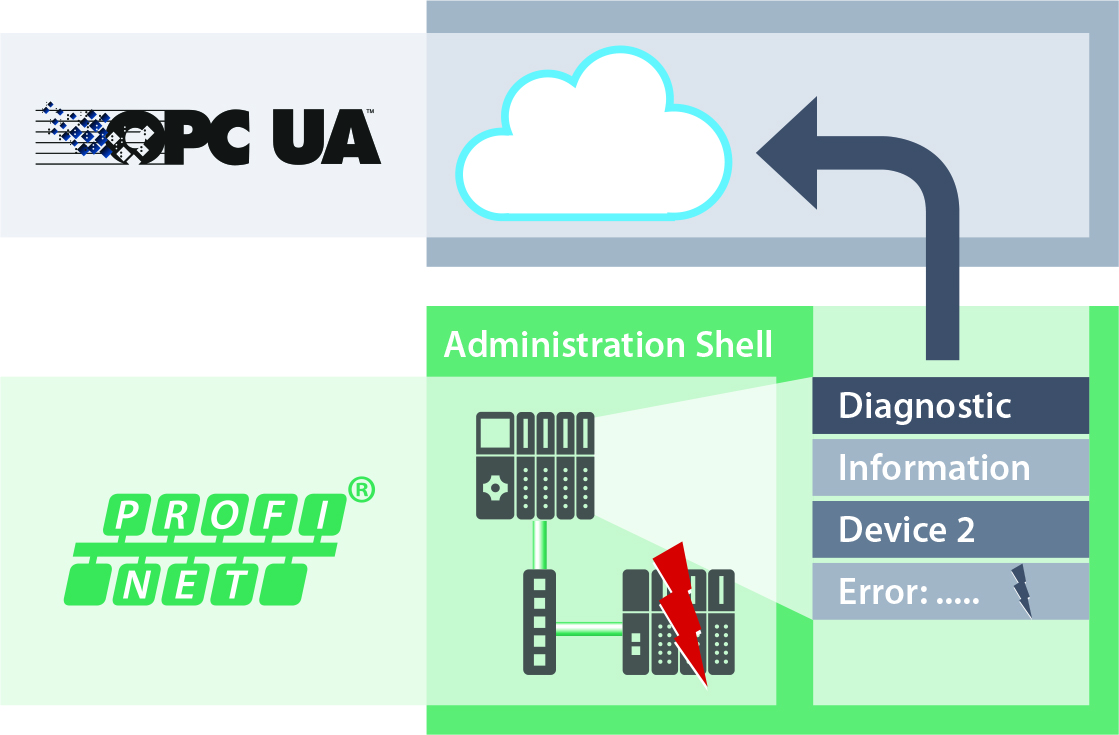 OPC UA™
Administration Shell
Diagnostic
Information
Device 2
Error: .....
PROFI®
NET